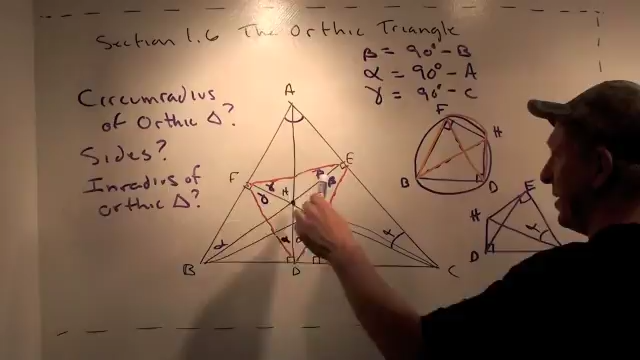 Section 1.6 The Orthic Triangle
β = 90° - B
α = 90° - A
γ = 90° - C
Circumradius
of Orthic Δ?
Sides?
Inradius of
orthic Δ?
A
F
E
γ
γ
H
β
β
α
α
α
B
D
C
F
H
B
D
E
H
α
D